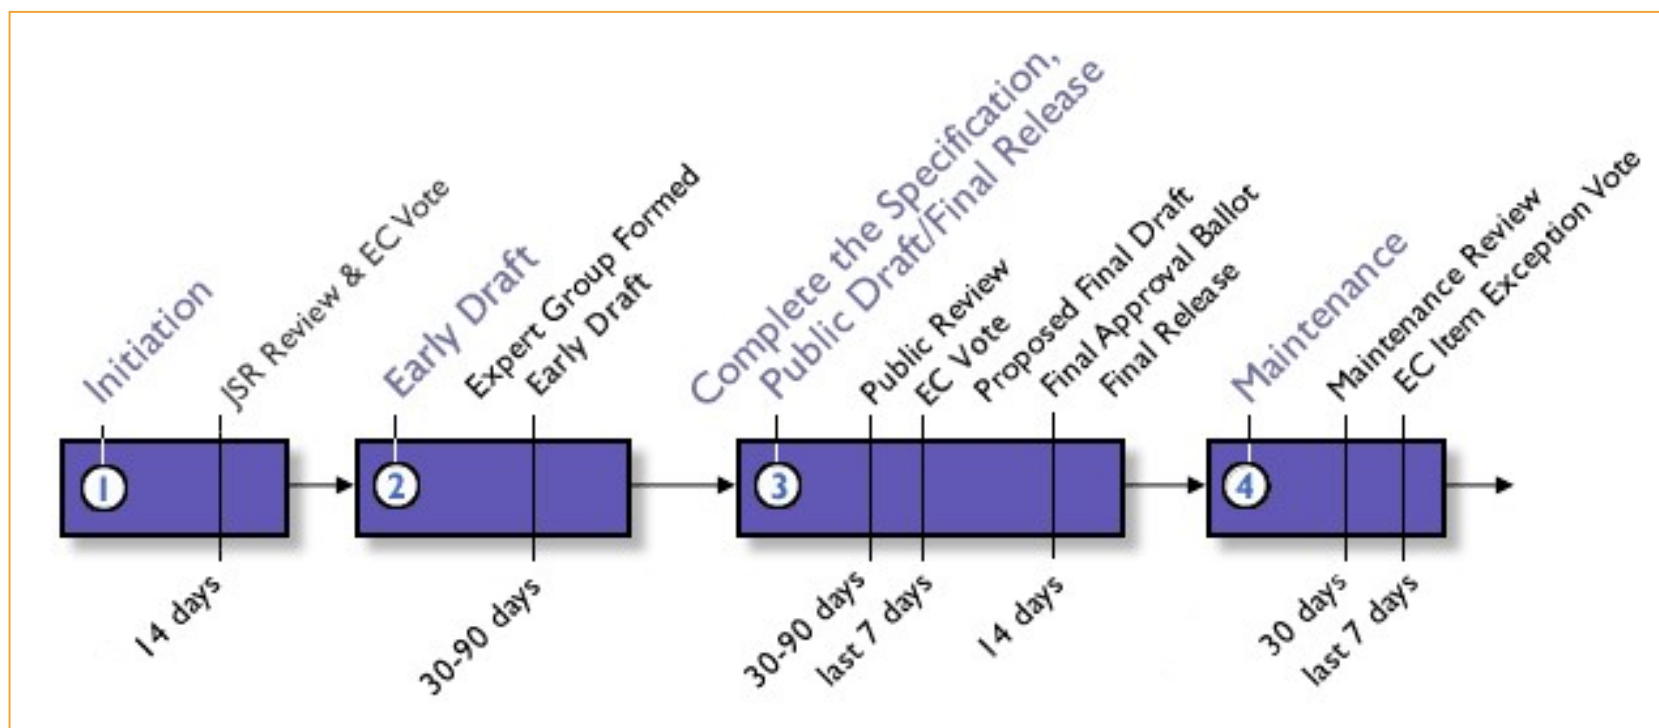 Initiation
JSR Review & EC Vote
Early Draft
Expert Group Formed
Early Draft
Complete the Specification,
Public Draft/Final Release
Public Review
EC Vote
Proposed Final Draft
Final Approval Ballot
Final Release
Maintenance
Maintenance Review
EC Item Exception Vote
1
2
3
4
14 days
30-90 days
30-90 days
last 7 days
14 days
30 days
last 7 days